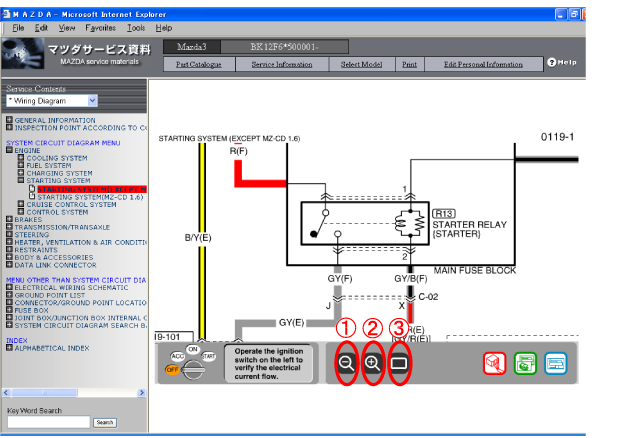 M A Z D A - Microsoft Internet Explorer
File Edit View Favorites Tools Help
マツダサービス資料
MAZDA service materials
Mazda3 BK12F6*500001-
Part Catalogue Service Information Select Model Print Edit Personal Information ? Help
Service Contents
* Wiring Diagram
GENERAL INFORMATION
INSPECTION POINT ACCORDING TO
SYSTEM CIRCUIT DIAGRAM MENU
ENGINE
COOLING SYSTEM
FUEL SYSTEM
CHARGING SYSTEM
STARTING SYSTEM
STARTING SYSTEM(EXCEPT M
STARTING SYSTEM(MZ-CD 1.6)
CRUISE CONTROL SYSTEM
CONTROL SYSTEM
BRAKES
TRANSMISSION/TRANSAXLE
STEERING
HEATER, VENTILATION & AIR CONDITI
RESTRAINTS
BODY & ACCESSORIES
DATA LINK CONNECTOR
MENU OTHER THAN SYSTEM CIRCUIT DIA
ELECTRICAL WIRING SCHEMATIC
GROUND POINT LIST
CONNECTOR/GROUND POINT LOCATIO
FUSE BOX
JOINT BOX/JUNCTION BOX INTERNAL C
SYSTEM CIRCUIT DIAGRAM SEARCH B
INDEX
ALPHABETICAL INDEX
KeyWord Search
Search
STARTING SYSTEM (EXCEPT MZ-CD 1.6)
0119-1
R(F)
1
R13
STARTER RELAY
(STARTER)
B/Y(E)
2
MAIN FUSE BLOCK
GY(F) GY/B(F)
C-02
J X
GY(E)
① ② ③
R(E)
[GY/R(E)]
19-101
ON
ACC START
OFF
Operate the ignition
switch on the left to
verify the electrical
current flow.